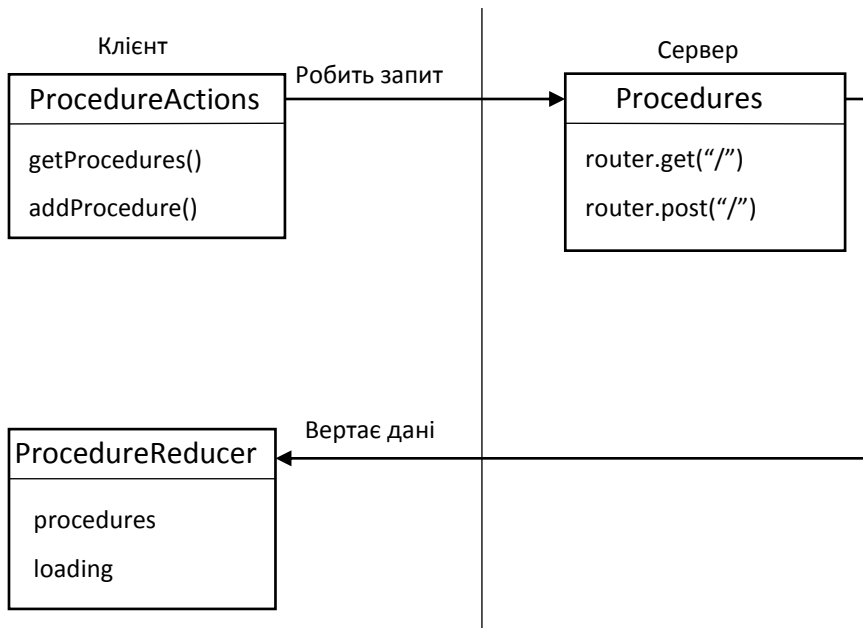 Клієнт
Сервер
ProcedureActions
Робить запит
Procedures
getProcedures()
addProcedure()
router.get(“/”)
router.post(“/”)
Вертає дані
ProcedureReducer
procedures
loading